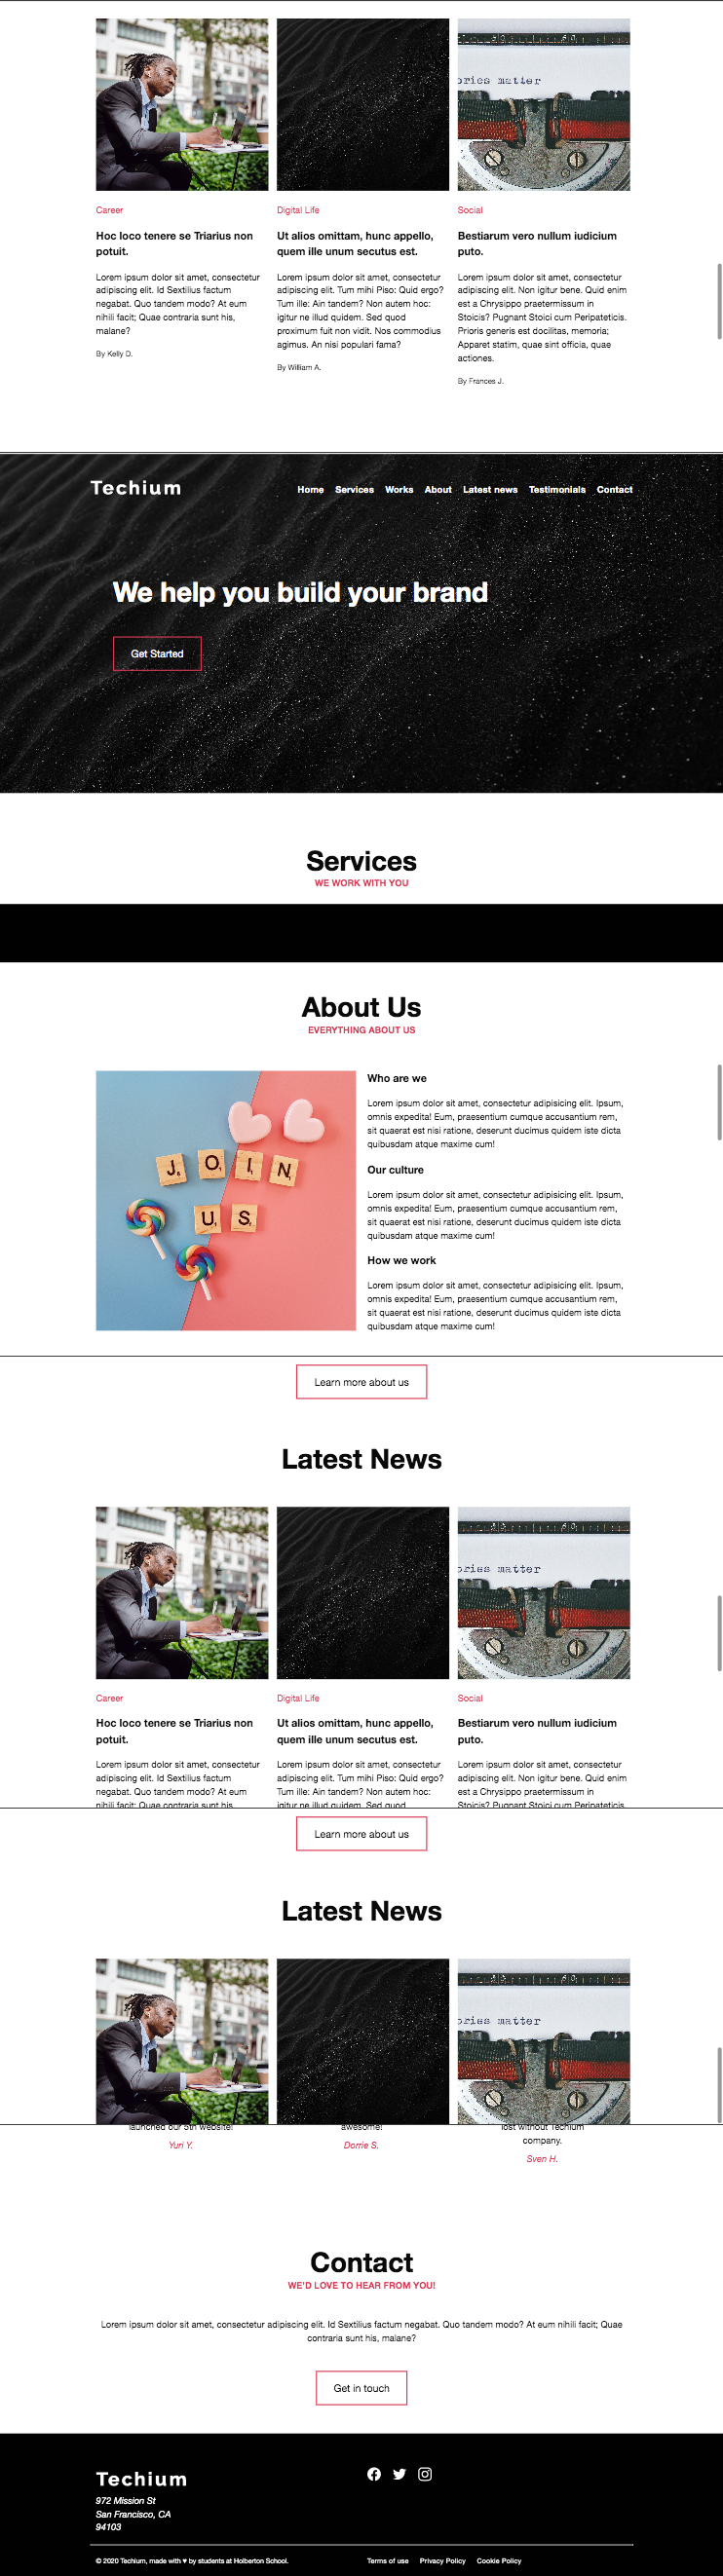 ories matter
Career
Hoc loco tenere se Triarius non
potuit.
Lorem ipsum dolor sit amet, consectetur
adipiscing elit. Id Sextilius factum
negabat. Quo tandem modo? At eum
nihili facit; Quae contraria sunt his,
malane?
By Kelly D.
Digital Life
Ut alios omittam, hunc appello,
quem ille unum secutus est.
Lorem ipsum dolor sit amet, consectetur
adipiscing elit. Tum mihi Piso: Quid ergo?
Tum ille: Ain tandem? Non autem hoc:
igitur ne illud quidem. Sed quod
proximum fuit non vidit. Nos commodius
agimus. An nisi populari fama?
By William A.
Social
Bestiarum vero nullum iudicium
puto.
Lorem ipsum dolor sit amet, consectetur
adipiscing elit. Non igitur bene. Quid enim
est a Chrysippo praetermissum in
Stoicis? Pugnant Stoici cum Peripateticis.
Prioris generis est docilitas, memoria;
Apparet statim, quae sint officia, quae
actiones.
By Frances J.
Techium
Home Services Works About Latest news Testimonials Contact
We help you build your brand
Get Started
Services
WE WORK WITH YOU
About Us
EVERYTHING ABOUT US
JOIN
US
Who are we
Lorem ipsum dolor sit amet, consectetur adipisicing elit. Ipsum,
omnis expedita! Eum, praesentium cumque accusantium rem,
sit quaerat est nisi ratione, deserunt ducimus quidem iste dicta
quibusdam atque maxime cum!
Our culture
Lorem ipsum dolor sit amet, consectetur adipisicing elit. Ipsum,
omnis expedita! Eum, praesentium cumque accusantium rem,
sit quaerat est nisi ratione, deserunt ducimus quidem iste dicta
quibusdam atque maxime cum!
How we work
Lorem ipsum dolor sit amet, consectetur adipisicing elit. Ipsum,
omnis expedita! Eum, praesentium cumque accusantium rem,
sit quaerat est nisi ratione, deserunt ducimus quidem iste dicta
quibusdam atque maxime cum!
Learn more about us
Latest News
ories matter
Career
Hoc loco tenere se Triarius non
potuit.
Lorem ipsum dolor sit amet, consectetur
adipiscing elit. Id Sextilius factum
negabat. Quo tandem modo? At eum
nihili facit; Quae contraria sunt his,
Digital Life
Ut alios omittam, hunc appello,
quem ille unum secutus est.
Lorem ipsum dolor sit amet, consectetur
adipiscing elit. Tum mihi Piso: Quid ergo?
Tum ille: Ain tandem? Non autem hoc:
igitur ne illud quidem. Sed quod
Social
Bestiarum vero nullum iudicium
puto.
Lorem ipsum dolor sit amet, consectetur
adipiscing elit. Non igitur bene. Quid enim
est a Chrysippo praetermissum in
Stoicis? Pugnant Stoici cum Peripateticis.
Learn more about us
Latest News
ories matter
launched our 5th website!
Yuri Y.
awesome!
Dorrie S.
lost without Techium
company.
Sven H.
Contact
WE'D LOVE TO HEAR FROM YOU!
Lorem ipsum dolor sit amet, consectetur adipiscing elit. Id Sextilius factum negabat. Quo tandem modo? At eum nihili facit; Quae
contraria sunt his, malane?
Get in touch
Techium
972 Mission St
San Francisco, CA
94103
© 2020 Techium, made with ♥ by students at Holberton School.
Terms of use Privacy Policy Cookie Policy